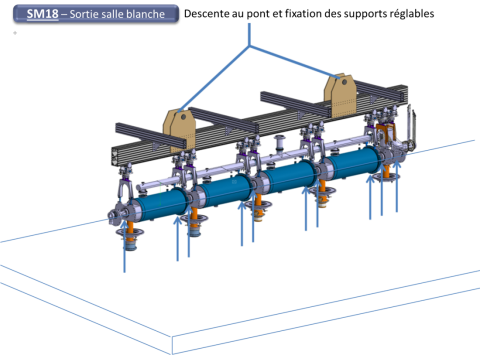 SM18 – Sortie salle blanche Descente au pont et fixation des supports réglables